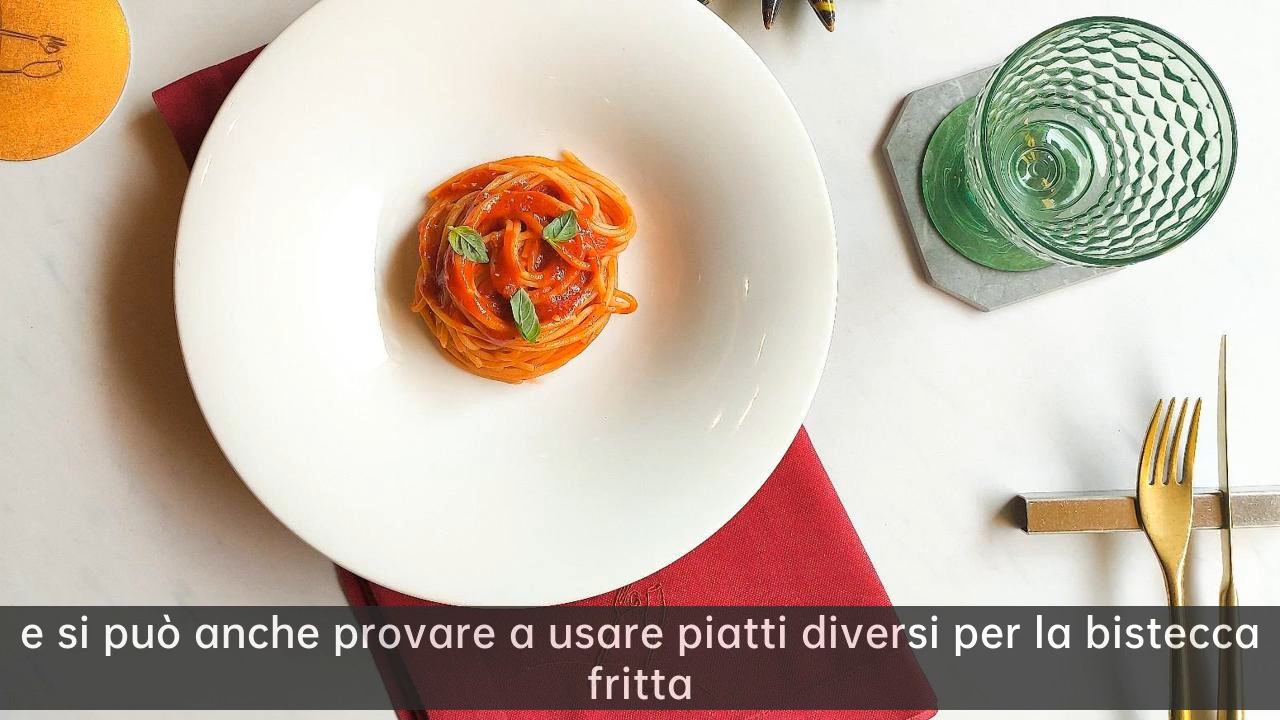 e si può anche provare a usare piatti diversi per la bistecca
fritta